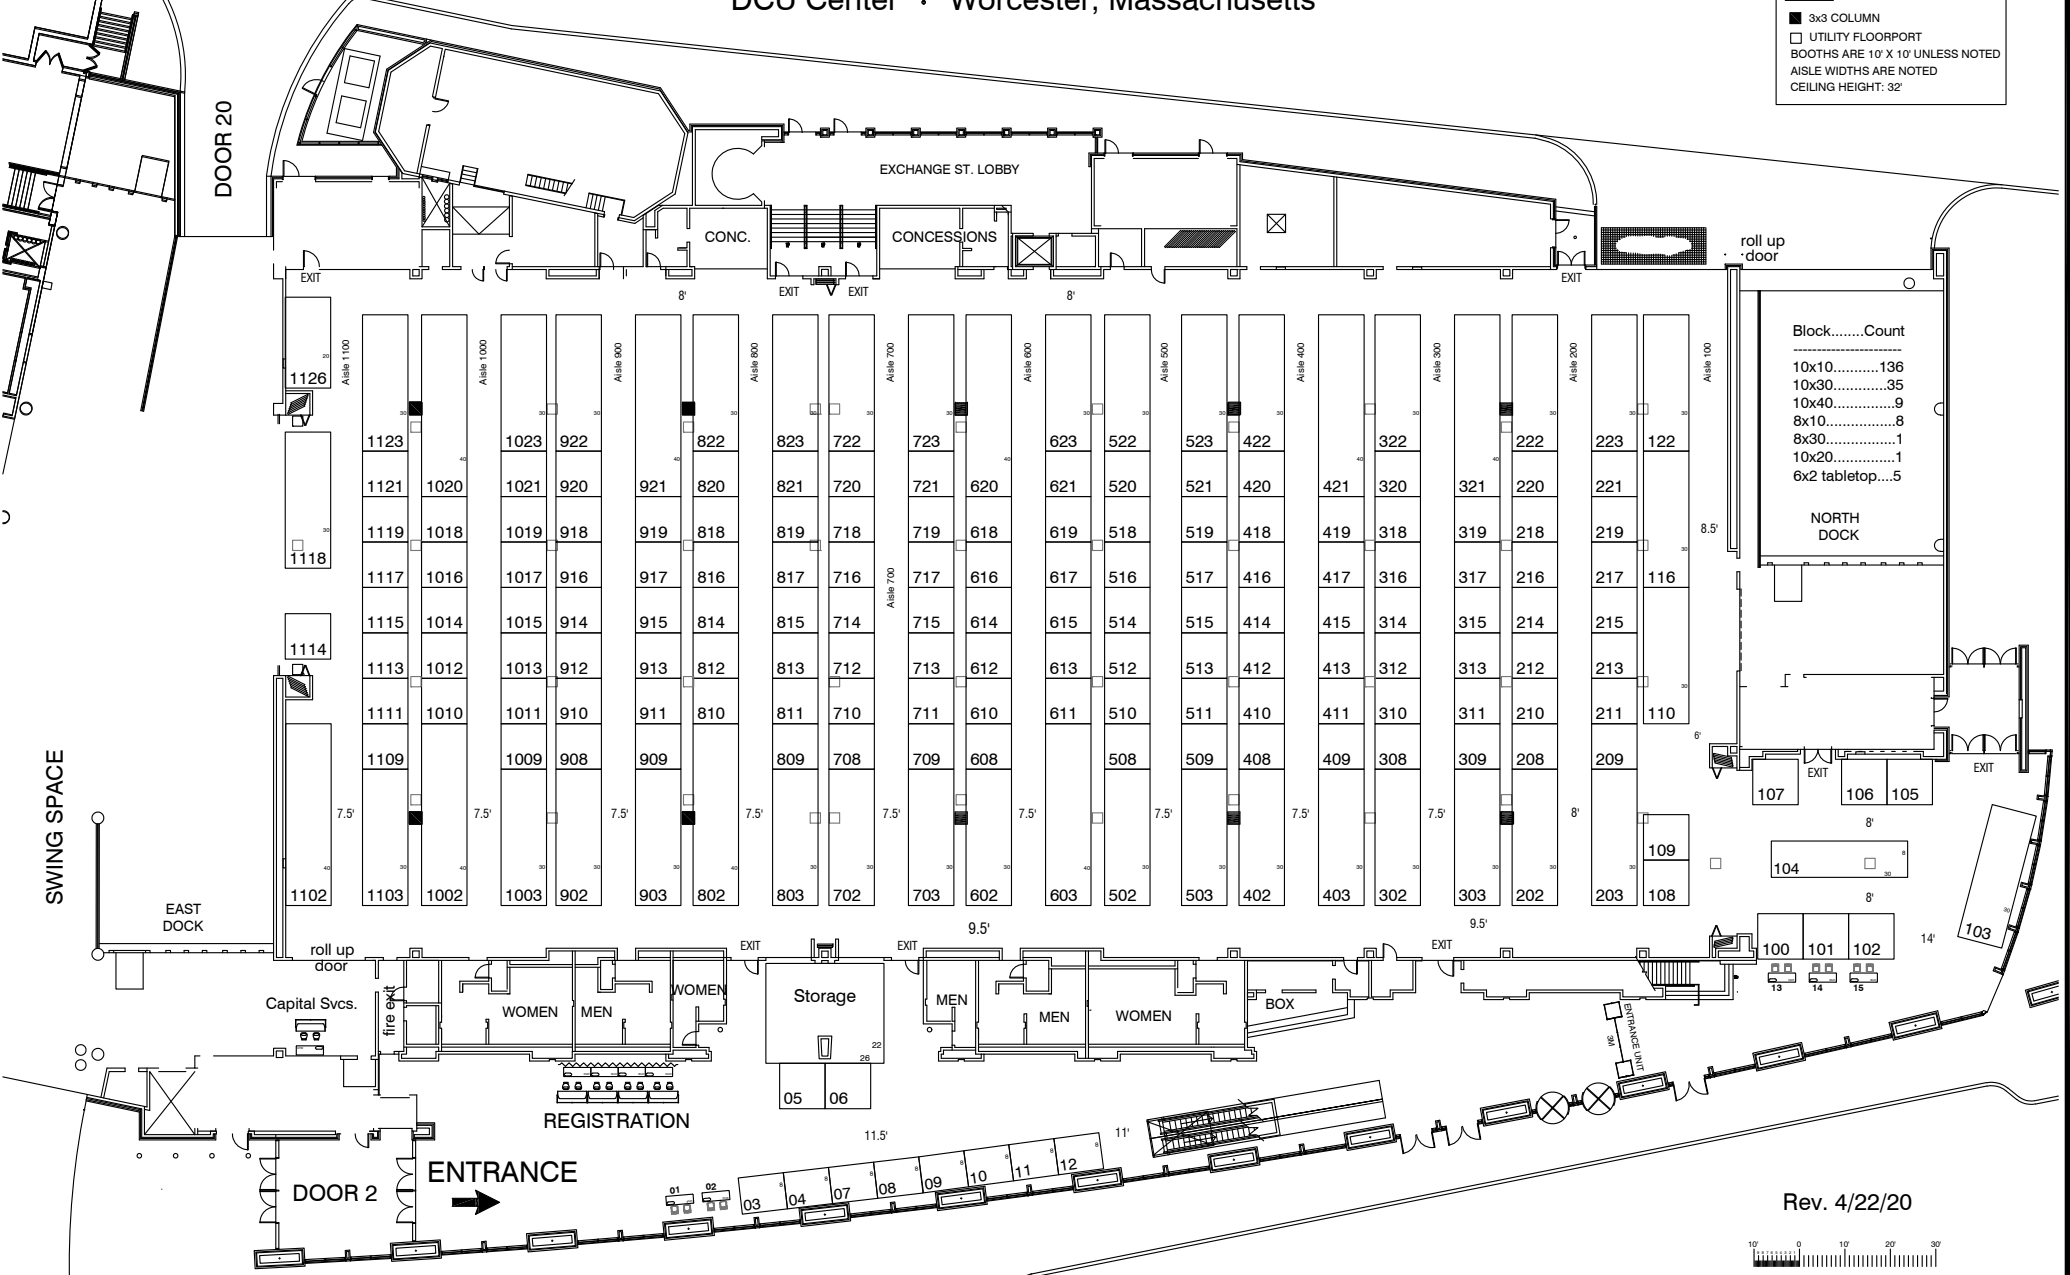 DCU Center • Worcester, Massachusetts
3x3 COLUMN
UTILITY FLOORPORT
BOOTHS ARE 10' X 10' UNLESS NOTED
AISLE WIDTHS ARE NOTED
CEILING HEIGHT: 32'
DOOR 20
EXCHANGE ST. LOBBY
CONC.
CONCESSIONS
roll up
door
EXIT
EXIT
EXIT
EXIT
8'
8'
Block........Count
10x10...........136
10x30.............35
10x40...............9
8x10.................8
8x30..................1
10x20................1
6x2 tabletop....5
NORTH
DOCK
Aisle 1100
Aisle 1000
Aisle 900
Aisle 800
Aisle 700
Aisle 600
Aisle 500
Aisle 400
Aisle 300
Aisle 200
Aisle 100
20
1126
1123 1023 922 822 823 722 723 623 522 523 422 322 222 223 122
1121 1020 1021 920 921 820 821 720 721 620 621 520 521 420 421 320 321 220 221
1119 1018 1019 918 919 818 819 718 719 618 619 518 519 418 419 318 319 218 219
8.5'
30
1118
1117 1016 1017 916 917 816 817 716 717 616 617 516 517 416 417 316 317 216 217 116
Aisle 700
1115 1014 1015 914 915 814 815 714 715 614 615 514 515 414 415 314 315 214 215
1114
1113 1012 1013 912 913 812 813 712 713 612 613 512 513 412 413 312 313 212 213
1111 1010 1011 910 911 810 811 710 711 610 611 510 511 410 411 310 311 210 211 110
6'
1109 1009 908 909 809 708 709 608 508 509 408 409 308 309 208 209
EXIT
EXIT
107 106 105
7.5' 7.5' 7.5' 7.5' 7.5' 7.5' 7.5' 7.5' 7.5' 8'
8'
109
104
8
30
1102 1103 1002 1003 902 903 802 803 702 703 602 603 502 503 402 403 302 303 202 203 108
8'
30
103
SWING SPACE
EAST
DOCK
9.5'
9.5'
14'
100 101 102
13 14 15
roll up
door
EXIT
EXIT
EXIT
Capital Svcs.
fire exit
WOMEN
MEN
WOMEN
Storage
22
26
MEN
MEN
WOMEN
BOX
ENTRANCE UNIT
3M
05 06
REGISTRATION
11.5'
11'
DOOR 2
ENTRANCE
01 02
03 04 07 08 09 10 11 12
Rev. 4/22/20
10' 0 10' 20' 30'